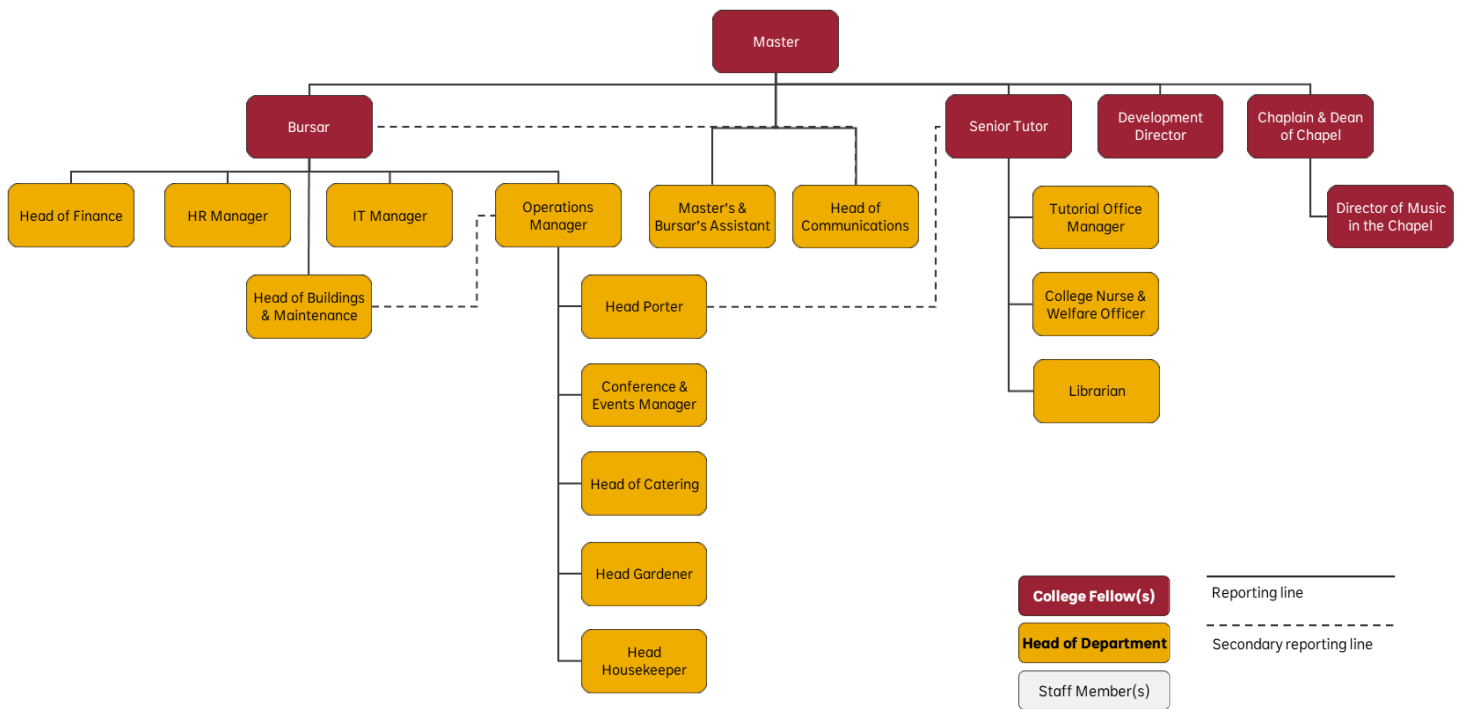 Master
Bursar
Senior Tutor
Development
Director
Chaplain & Dean
of Chapel
Head of Finance
HR Manager
IT Manager
Operations
Manager
Master's &
Bursar's Assistant
Head of
Communications
Tutorial Office
Manager
Director of Music
in the Chapel
Head of Buildings
& Maintenance
Head Porter
College Nurse &
Welfare Officer
Conference &
Events Manager
Librarian
Head of Catering
Head Gardener
Head
Housekeeper
College Fellow(s)
Reporting line
Head of Department
Secondary reporting line
Staff Member(s)